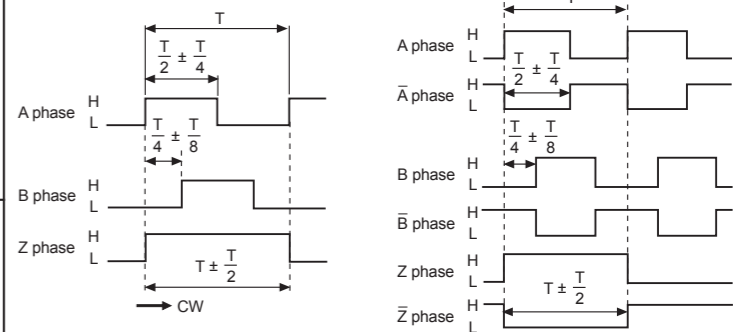 T
T/2 ± T/4
A phase H L
T/4 ± T/8
B phase H L
Z phase H L
T ± T/2
CW
A phase H L
T/2 ± T/4
Ā phase H L
T/4 ± T/8
B phase H L
B̄ phase H L
Z phase H L
T ± T/2
Z̄ phase H L